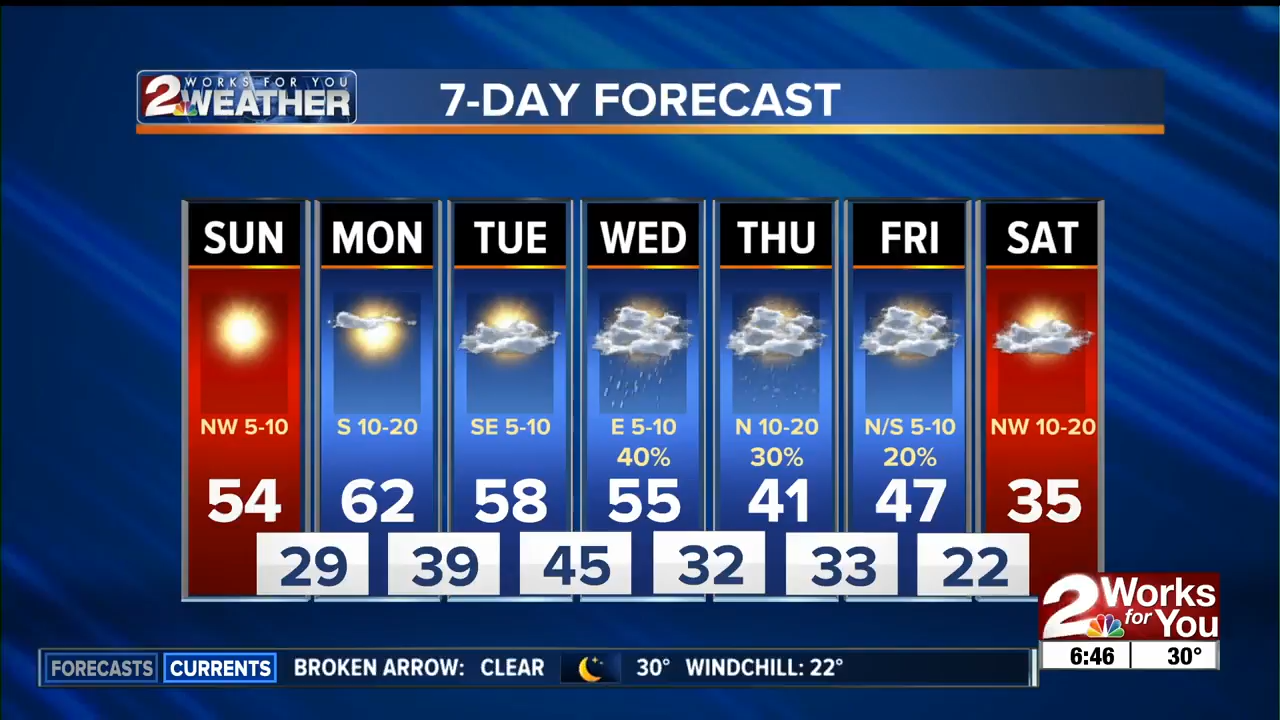 2 WORKS FOR YOU
WEATHER
7-DAY FORECAST
SUN MON TUE WED THU FRI SAT
NW 5-10 S 10-20 SE 5-10 E 5-10 N 10-20 N/S 5-10 NW 10-20
40% 30% 20%
54 62 58 55 41 47 35
29 39 45 32 33 22
2 Works
for You
6:46 30°
FORECASTS CURRENTS BROKEN ARROW: CLEAR 30° WINDCHILL: 22°